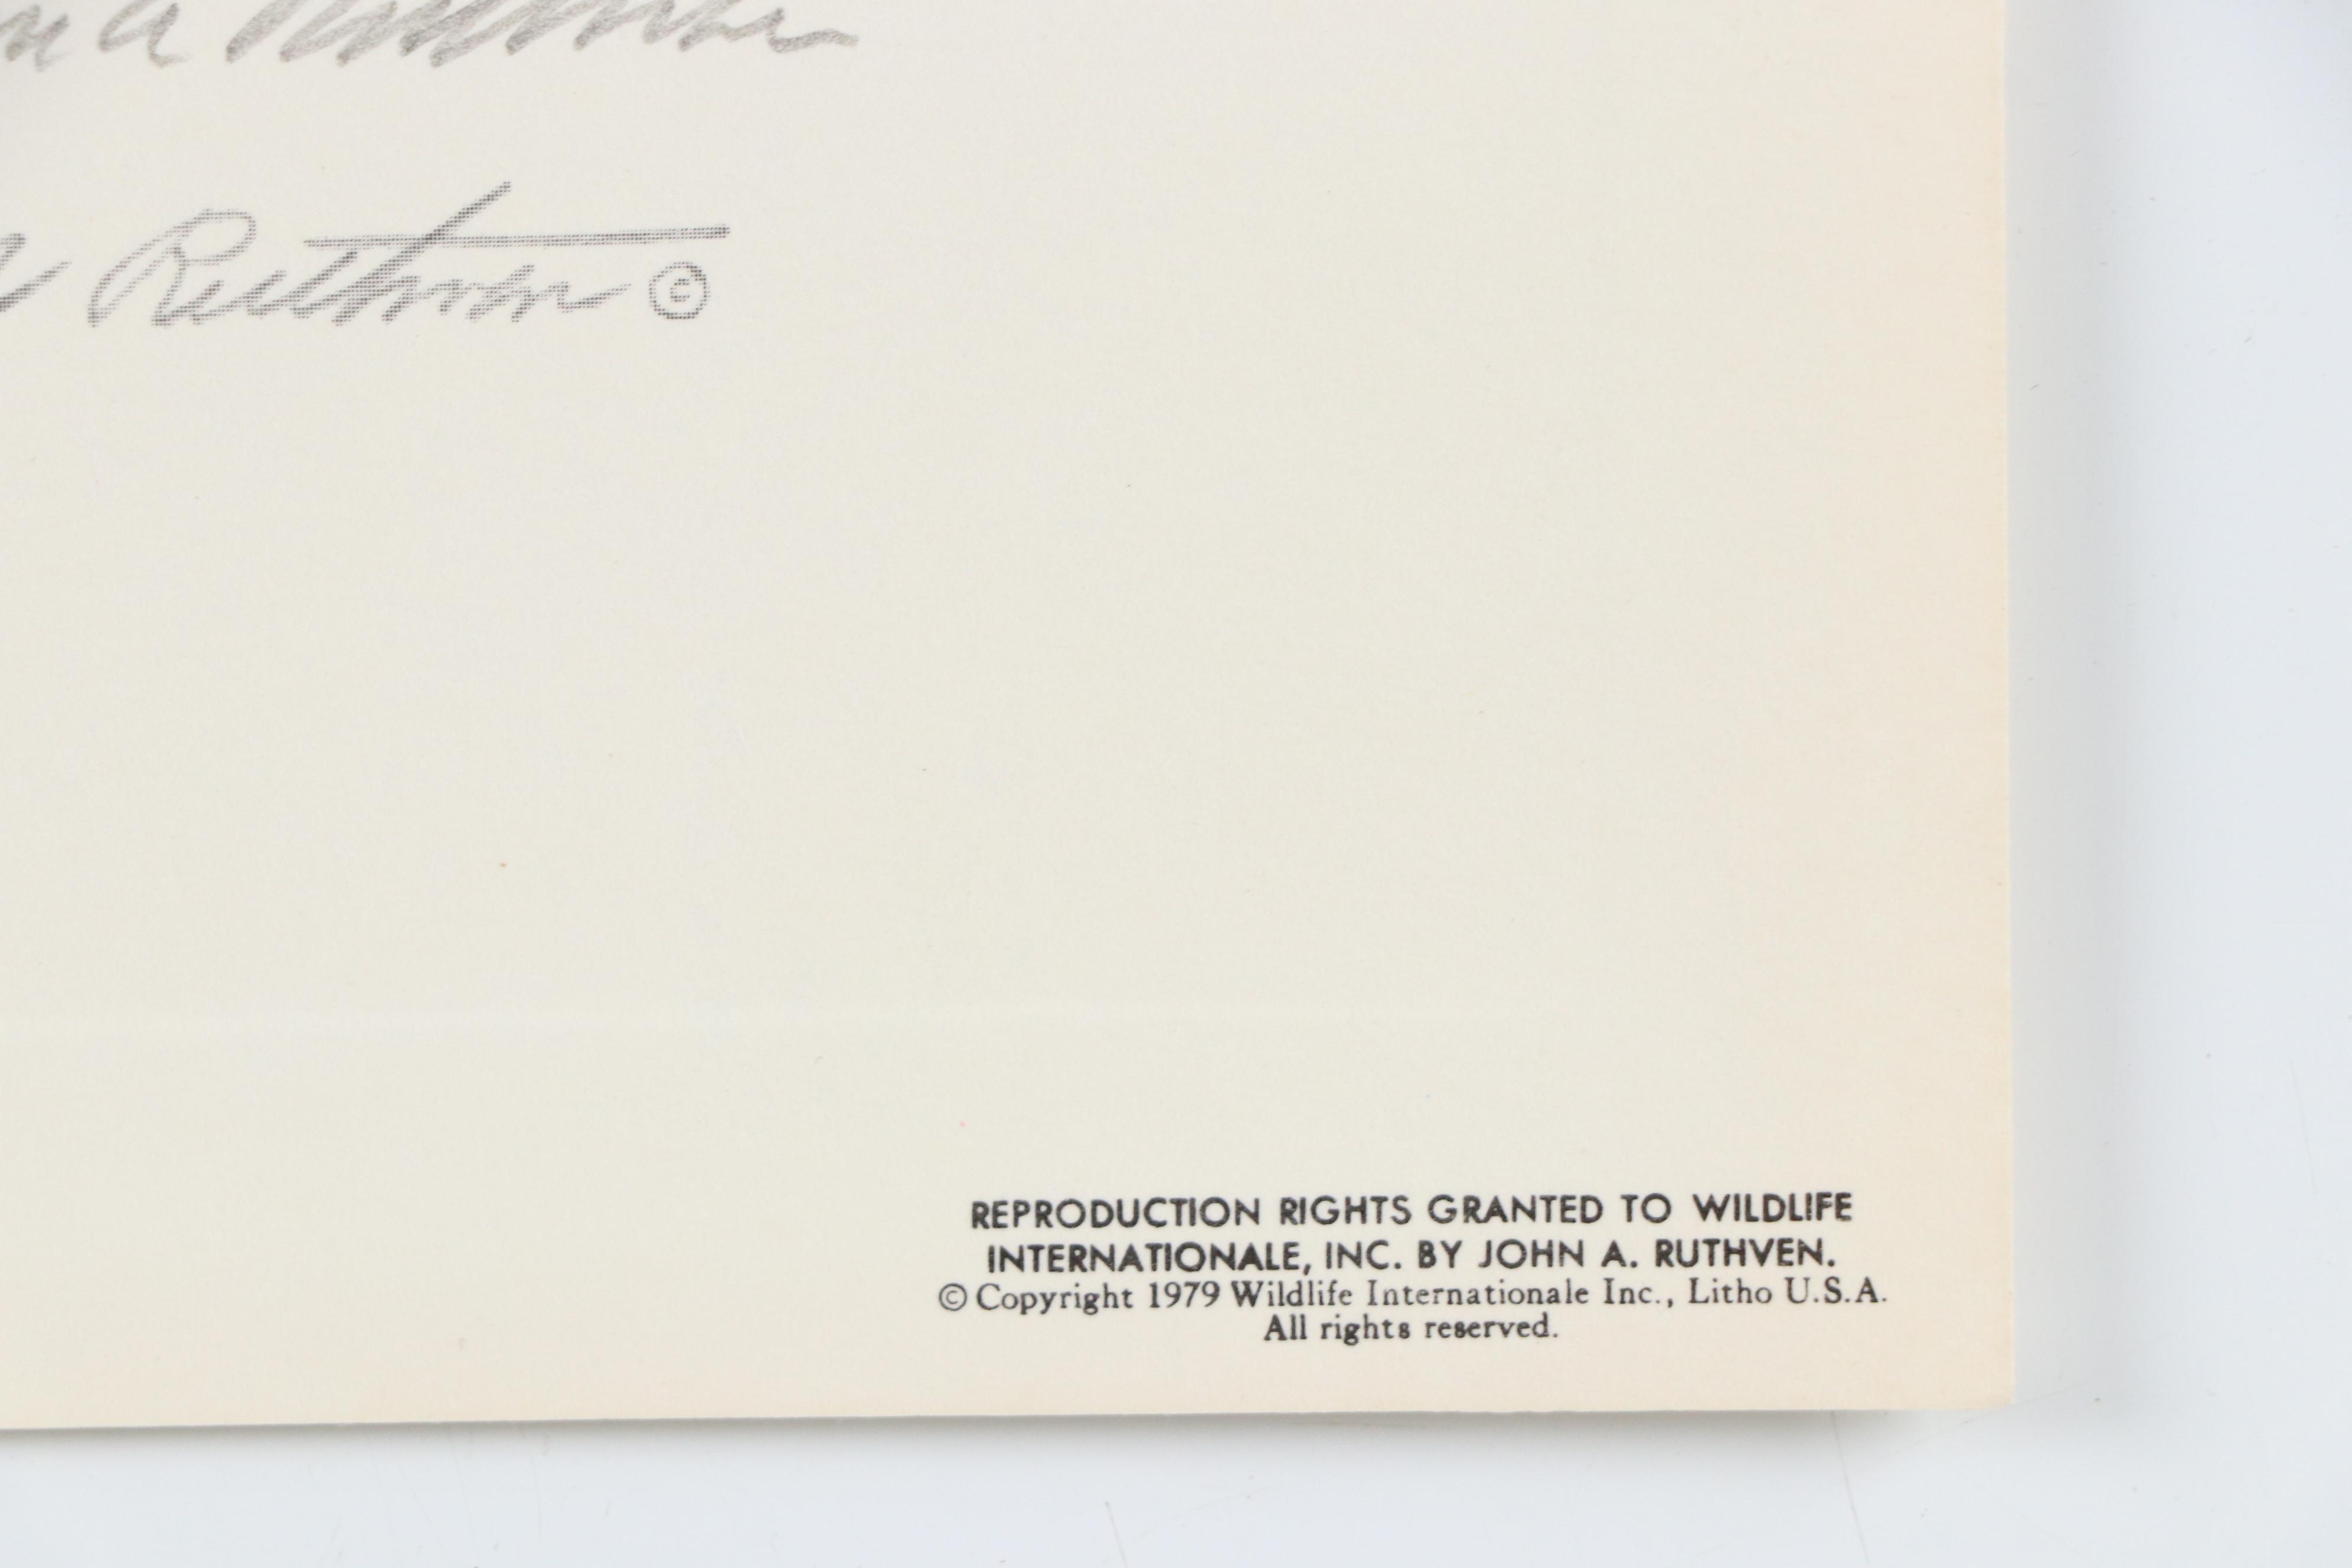 Ruthven ©
REPRODUCTION RIGHTS GRANTED TO WILDLIFE
INTERNATIONALE, INC. BY JOHN A. RUTHVEN.
© Copyright 1979 Wildlife Internationale Inc., Litho U.S.A.
All rights reserved.